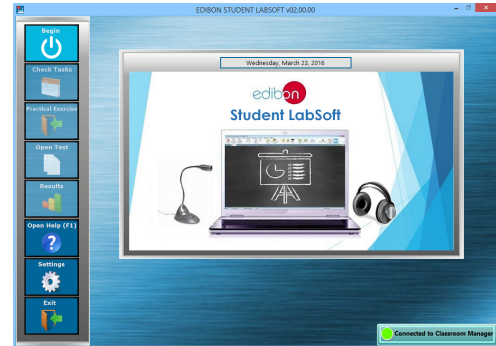 EDIBON STUDENT LABSOFT v02.00.00
Begin
Check Tasks
Practical Exercise
Open Test
Results
Open Help (F1)
Settings
Exit
Wednesday, March 23, 2016
edibon
Student LabSoft
Connected to Classroom Manager